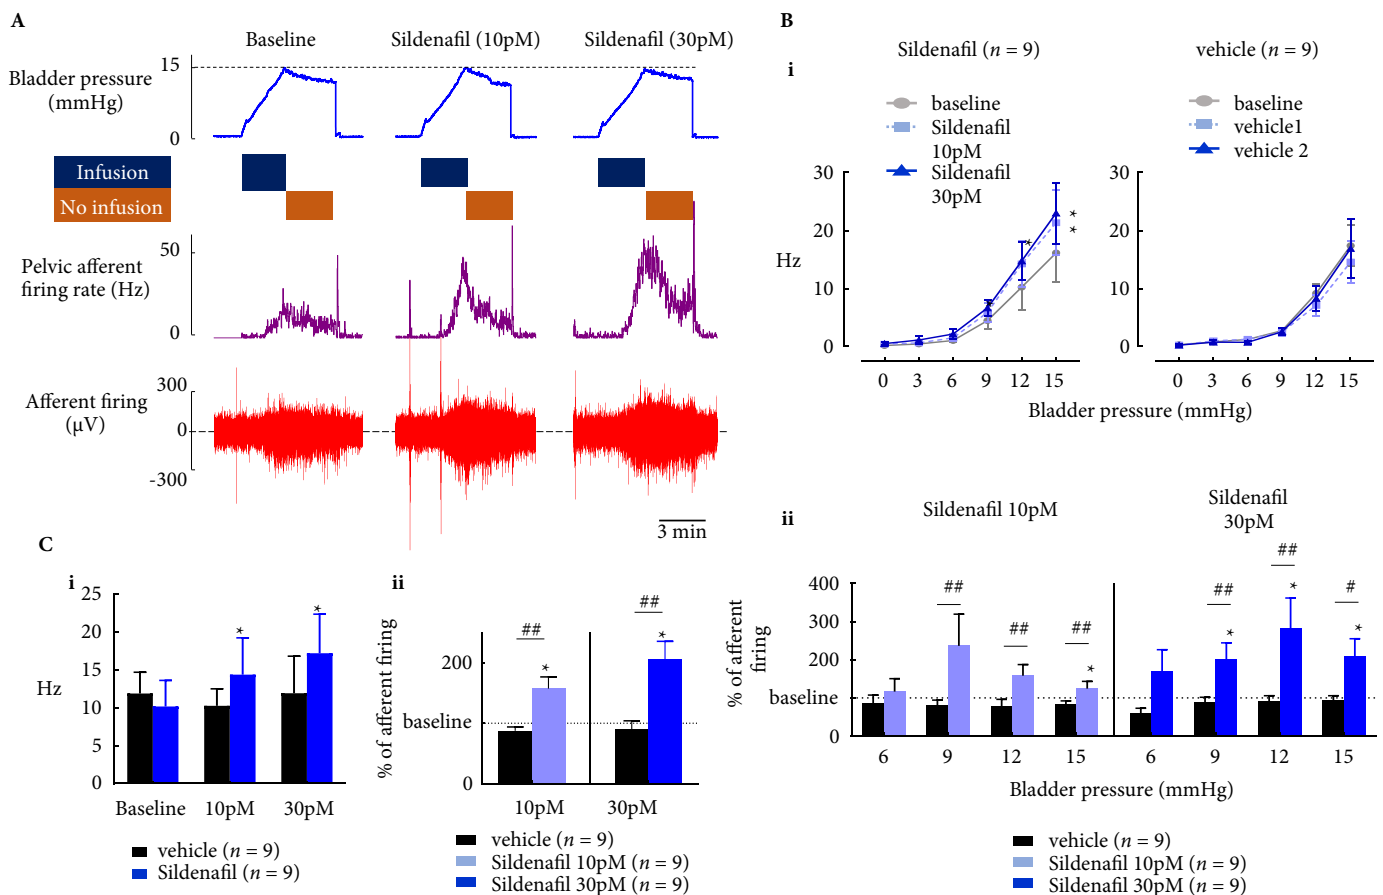 A
Baseline
Sildenafil (10pM)
Sildenafil (30pM)
Bladder pressure
(mmHg)
15
0
Infusion
No infusion
Pelvic afferent
firing rate (Hz)
50
0
Afferent firing
(μV)
300
0
-300
3 min
B
i
Sildenafil (n = 9)
baseline
Sildenafil
10pM
Sildenafil
30pM
vehicle (n = 9)
baseline
vehicle1
vehicle 2
Hz
30
20
10
0
* *
*
0 3 6 9 12 15
30
20
10
0
0 3 6 9 12 15
Bladder pressure (mmHg)
ii
Sildenafil 10pM
Sildenafil
30pM
% of afferent
firing
400
300
200
baseline
0
##
##
##
*
##
*
##
*
#
*
6 9 12 15 6 9 12 15
Bladder pressure (mmHg)
vehicle (n = 9)
Sildenafil 10pM (n = 9)
Sildenafil 30pM (n = 9)
C
i
Hz
25
20
15
10
5
0
*
*
Baseline 10pM 30pM
vehicle (n = 9)
Sildenafil (n = 9)
ii
% of afferent firing
200
baseline
0
##
*
##
*
10pM 30pM
vehicle (n = 9)
Sildenafil 10pM (n = 9)
Sildenafil 30pM (n = 9)